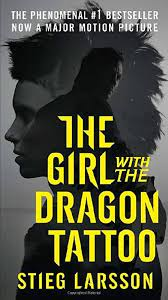 THE PHENOMENAL #1 BESTSELLER
NOW A MAJOR MOTION PICTURE
THE
GIRL WITH THE
DRAGON
TATTOO
STIEG LARSSON